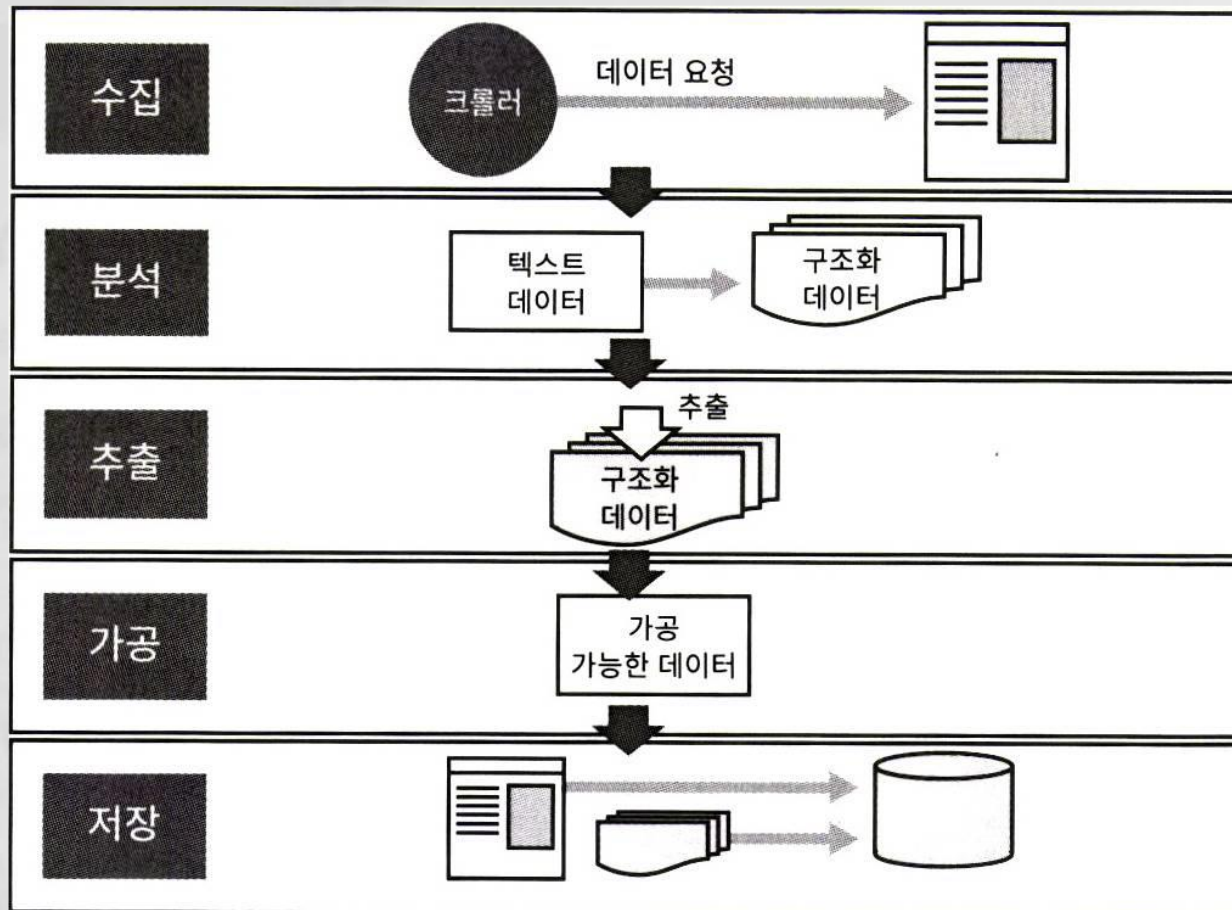 수집
크롤러
데이터 요청
분석
텍스트
데이터
구조화
데이터
추출
추출
구조화
데이터
가공
가공
가능한 데이터
저장